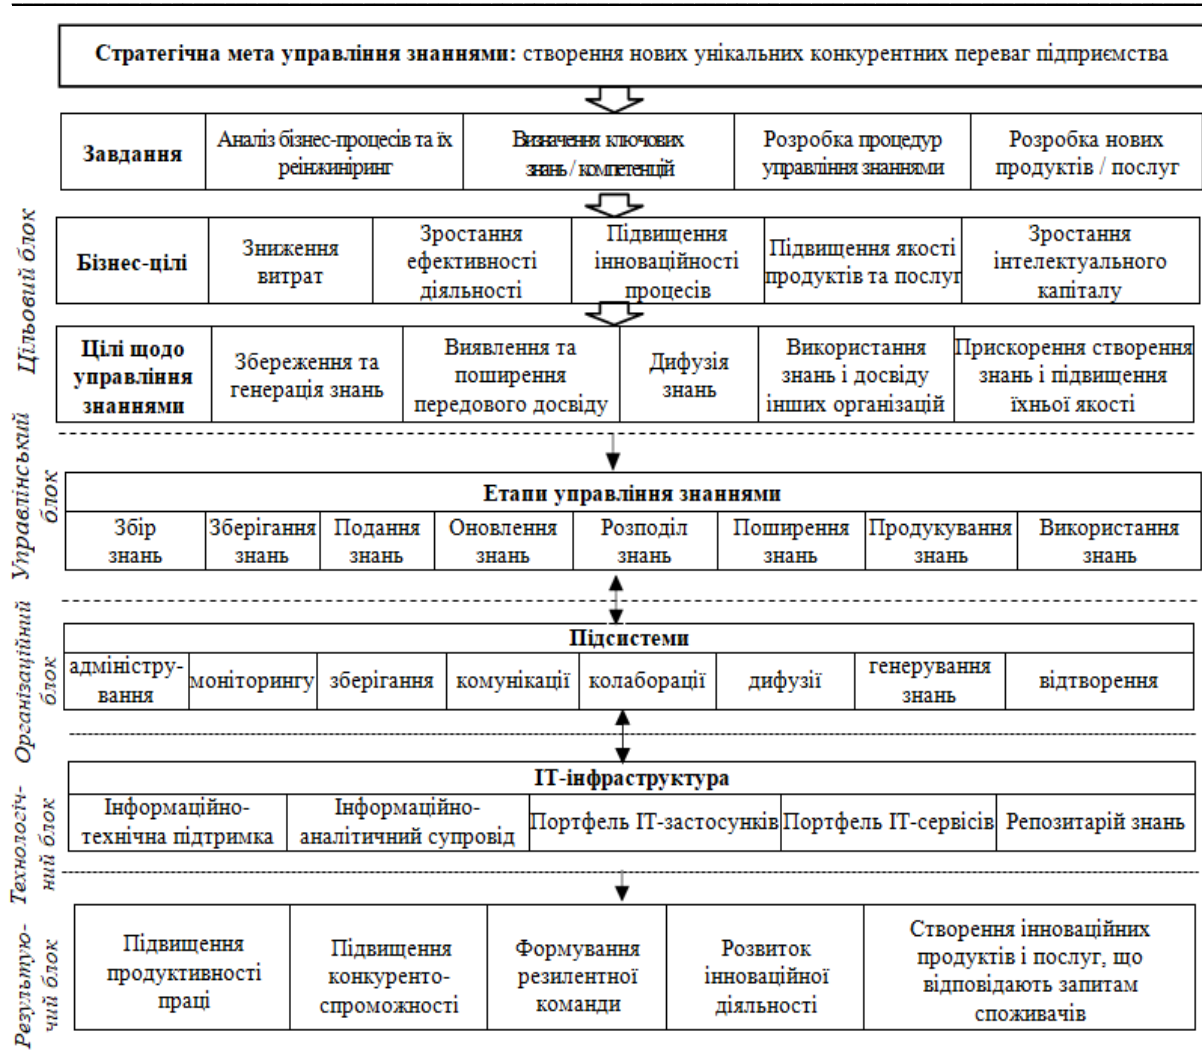 Стратегічна мета управління знаннями: створення нових унікальних конкурентних переваг підприємства
Завдання
Аналіз бізнес-процесів та їх
реінжиніринг
Визначення ключових
знань / компетенцій
Розробка процедур
управління знаннями
Розробка нових
продуктів / послуг
Цільовий блок
Бізнес-цілі
Зниження
витрат
Зростання
ефективності
діяльності
Підвищення
інноваційності
процесів
Підвищення якості
продуктів та послуг
Зростання
інтелектуального
капіталу
Цілі щодо
управління
знаннями
Збереження та
генерація знань
Виявлення та
поширення
передового досвіду
Дифузія
знань
Використання
знань і досвіду
інших організацій
Прискорення створення
знань і підвищення
їхньої якості
Управлінський
блок
Етапи управління знаннями
Збір
знань
Зберігання
знань
Подання
знань
Оновлення
знань
Розподіл
знань
Поширення
знань
Продукування
знань
Використання
знань
Організаційний
блок
Підсистеми
адміністру-
вання
моніторингу
зберігання
комунікації
колаборації
дифузії
генерування
знань
відтворення
Технологіч-
ний блок
ІТ-інфраструктура
Інформаційно-
технічна підтримка
Інформаційно-
аналітичний супровід
Портфель ІТ-застосунків
Портфель ІТ-сервісів
Репозитарій знань
Результую-
чий блок
Підвищення
продуктивності
праці
Підвищення
конкуренто-
спроможності
Формування
резилентної
команди
Розвиток
інноваційної
діяльності
Створення інноваційних
продуктів і послуг, що
відповідають запитам
споживачів